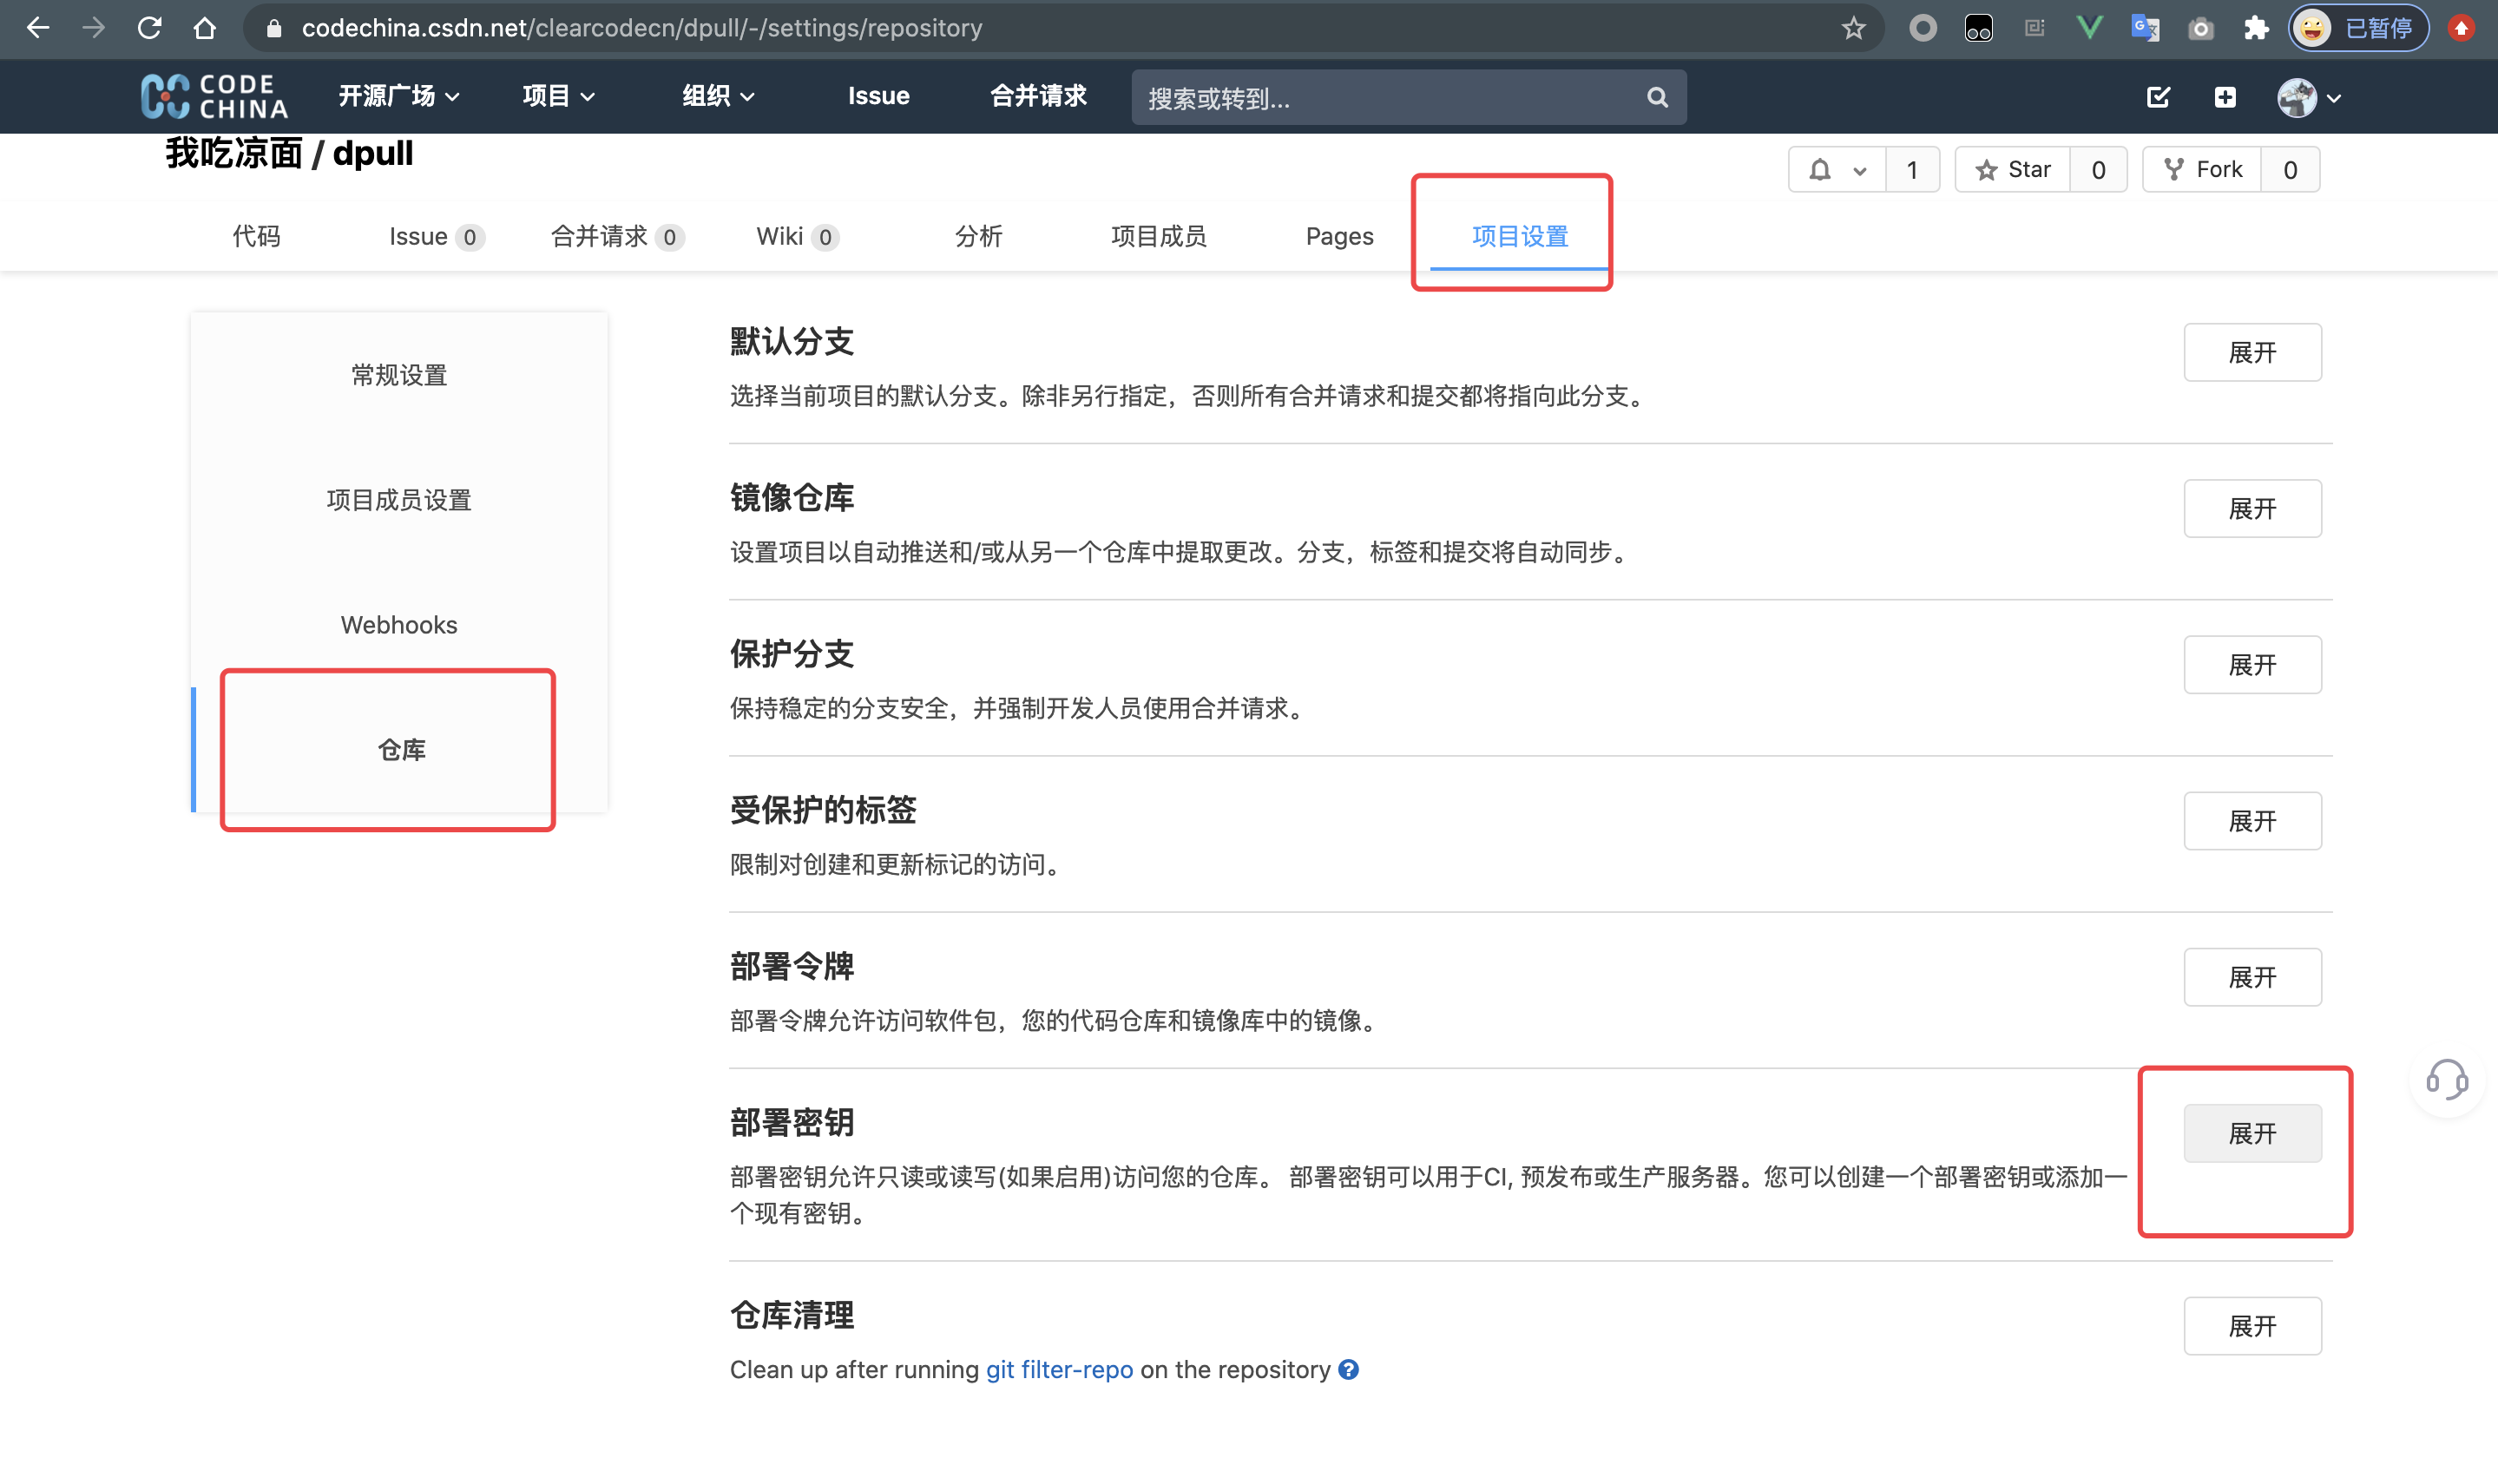 codechina.csdn.net/clearcodecn/dpull/-/settings/repository
已暂停
CODE CHINA
开源广场
项目
组织
Issue
合并请求
搜索或转到...
我吃凉面 / dpull
1
Star
0
Fork
0
代码
Issue 0
合并请求 0
Wiki 0
分析
项目成员
Pages
项目设置
常规设置
项目成员设置
Webhooks
仓库
默认分支
展开
选择当前项目的默认分支。除非另行指定，否则所有合并请求和提交都将指向此分支。
镜像仓库
展开
设置项目以自动推送和/或从另一个仓库中提取更改。分支，标签和提交将自动同步。
保护分支
展开
保持稳定的分支安全，并强制开发人员使用合并请求。
受保护的标签
展开
限制对创建和更新标记的访问。
部署令牌
展开
部署令牌允许访问软件包，您的代码仓库和镜像库中的镜像。
部署密钥
展开
部署密钥允许只读或读写(如果启用)访问您的仓库。 部署密钥可以用于CI, 预发布或生产服务器。您可以创建一个部署密钥或添加一
个现有密钥。
仓库清理
展开
Clean up after running git filter-repo on the repository